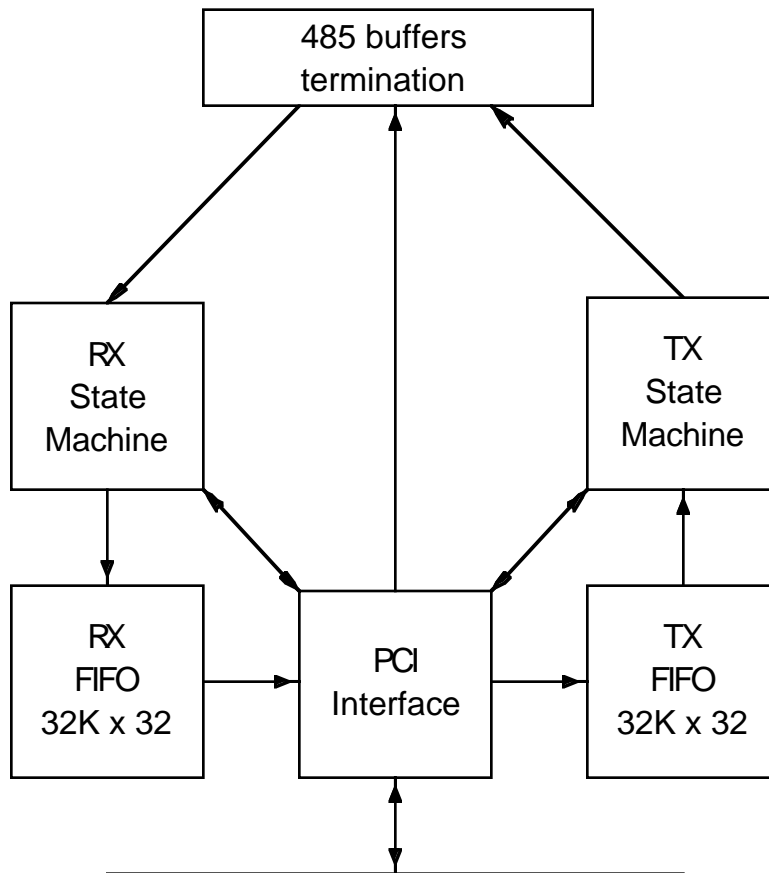 485 buffers
termination
RX
State
Machine
TX
State
Machine
RX
FIFO
32K x 32
PCI
Interface
TX
FIFO
32K x 32